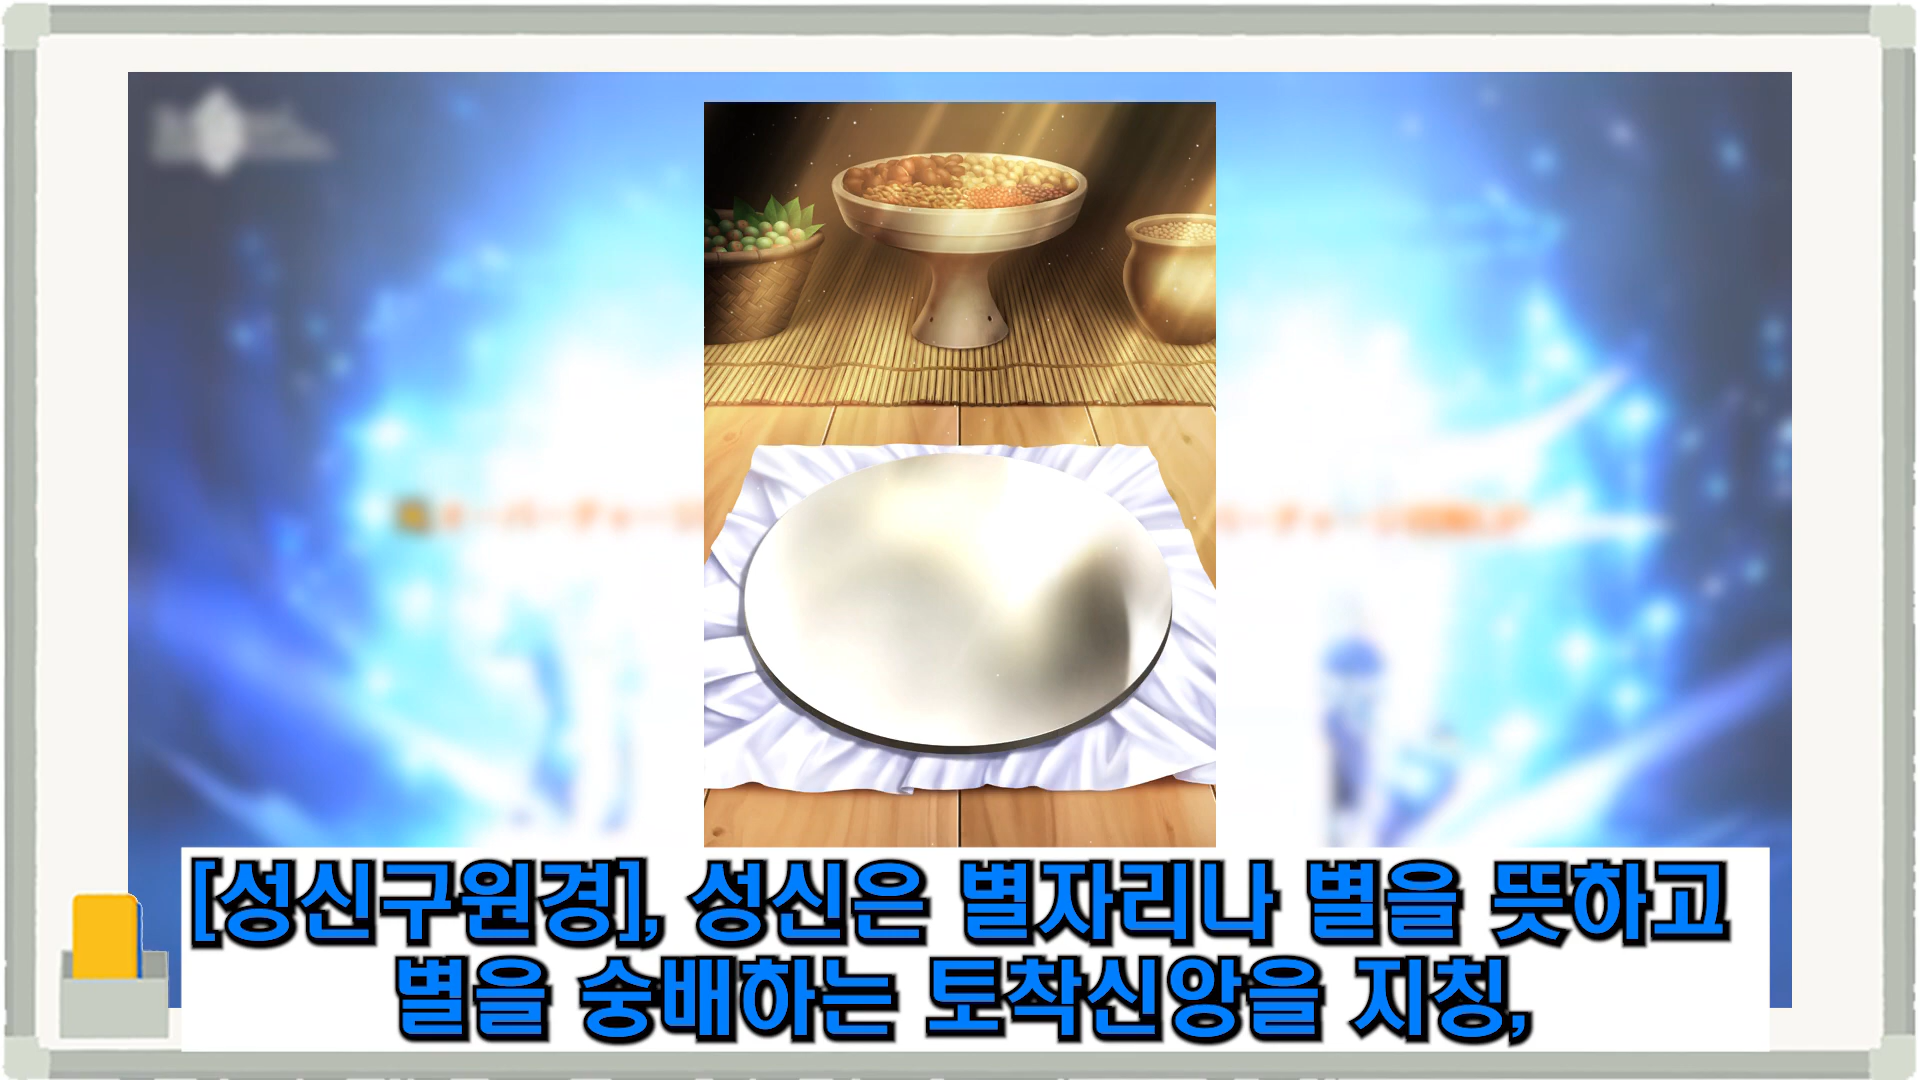 [성신구원경], 성신은 별자리나 별을 뜻하고
별을 숭배하는 토착신앙을 지칭,